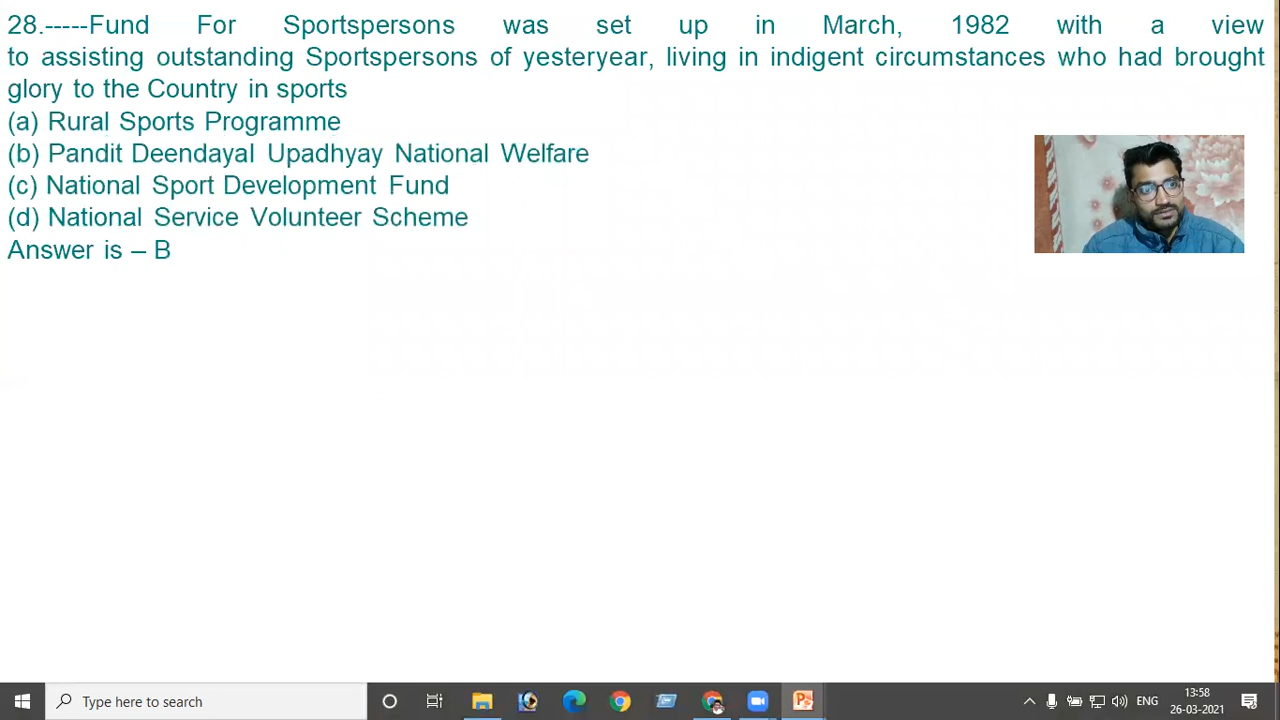 28.-----Fund For Sportspersons was set up in March, 1982 with a view
to assisting outstanding Sportspersons of yesteryear, living in indigent circumstances who had brought
glory to the Country in sports
(a) Rural Sports Programme
(b) Pandit Deendayal Upadhyay National Welfare
(c) National Sport Development Fund
(d) National Service Volunteer Scheme
Answer is – B
Type here to search
ENG
13:58
26-03-2021